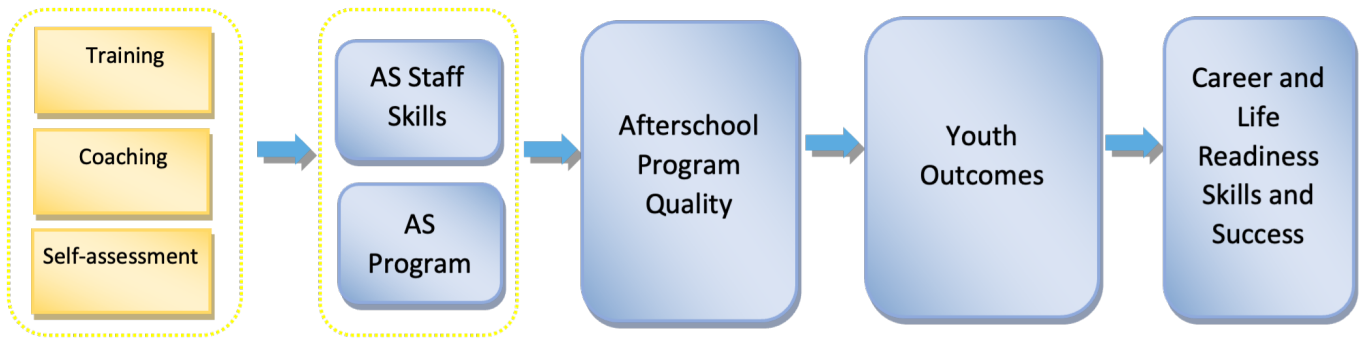 Training
Coaching
Self-assessment
AS Staff
Skills
AS
Program
Afterschool
Program
Quality
Youth
Outcomes
Career and
Life
Readiness
Skills and
Success